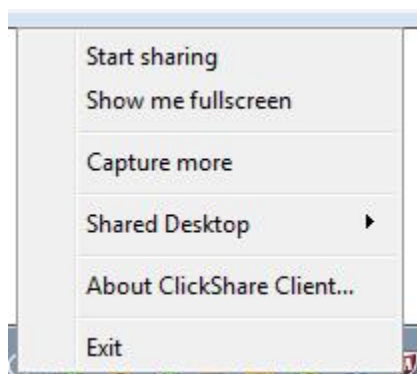 Start sharing
Show me fullscreen
Capture more
Shared Desktop
About ClickShare Client...
Exit